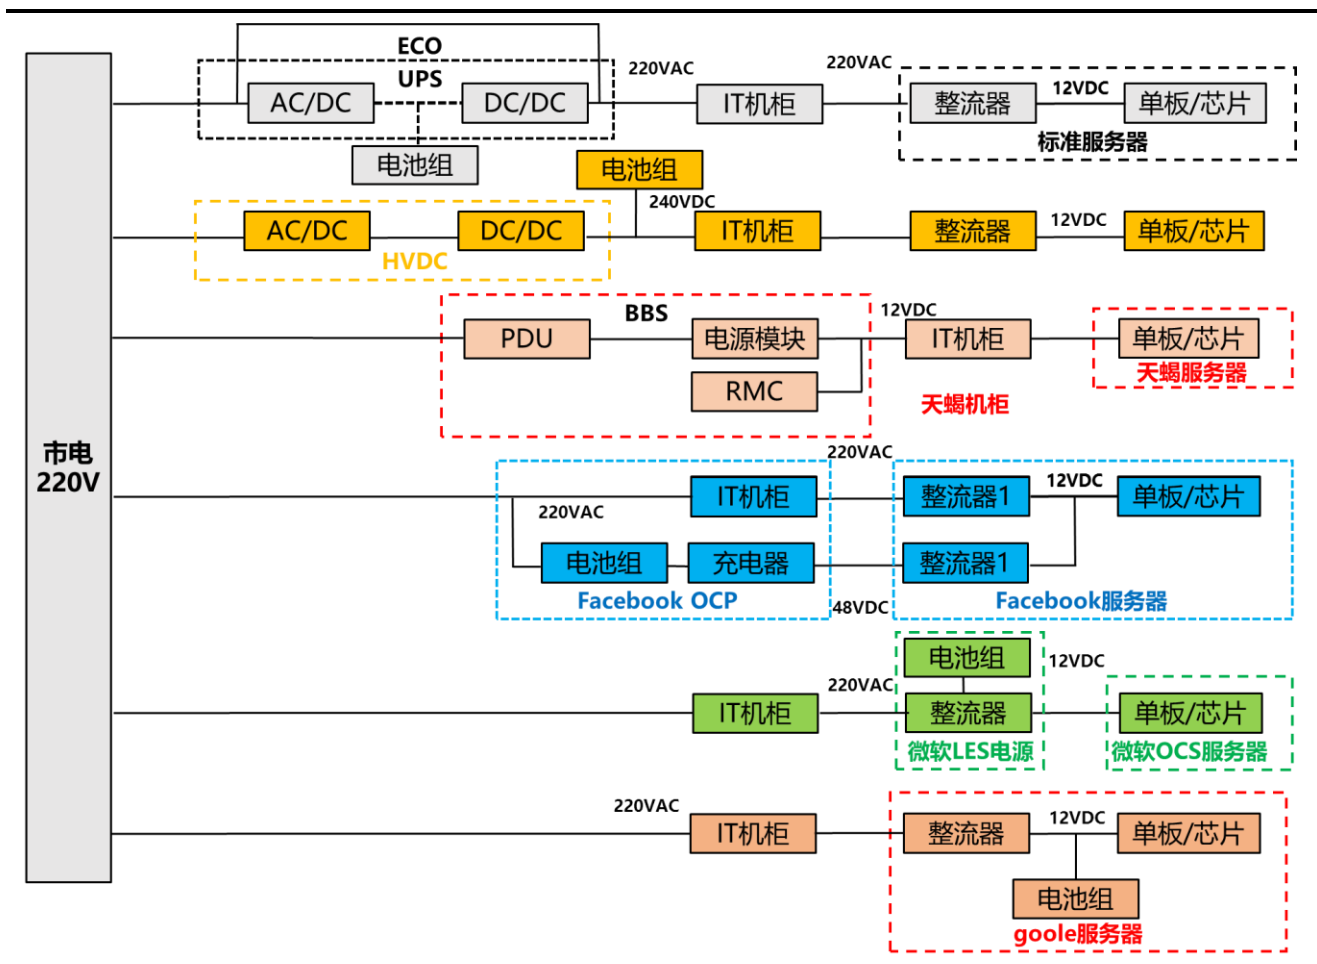 ECO
UPS
AC/DC
DC/DC
220VAC
IT机柜
220VAC
整流器
12VDC
单板/芯片
标准服务器
电池组
电池组
240VDC
AC/DC
DC/DC
HVDC
IT机柜
整流器
12VDC
单板/芯片
BBS
PDU
电源模块
RMC
12VDC
IT机柜
单板/芯片
天蝎服务器
天蝎机柜
市电
220V
220VAC
IT机柜
220VAC
整流器1
12VDC
单板/芯片
电池组
充电器
整流器1
Facebook OCP
48VDC
Facebook服务器
电池组
12VDC
IT机柜
220VAC
整流器
单板/芯片
微软LES电源
微软OCS服务器
220VAC
IT机柜
整流器
12VDC
单板/芯片
电池组
goole服务器